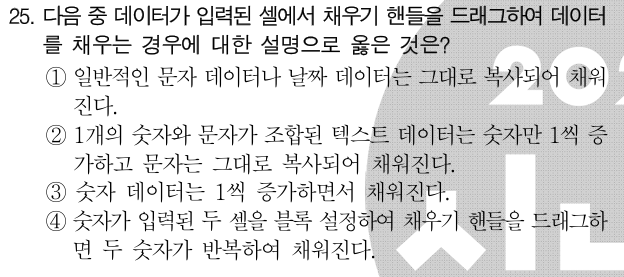 25. 다음 중 데이터가 입력된 셀에서 채우기 핸들을 드래그하여 데이터
를 채우는 경우에 대한 설명으로 옳은 것은?
① 일반적인 문자 데이터나 날짜 데이터는 그대로 복사되어 채워
진다.
② 1개의 숫자와 문자가 조합된 텍스트 데이터는 숫자만 1씩 증
가하고 문자는 그대로 복사되어 채워진다.
③ 숫자 데이터는 1씩 증가하면서 채워진다.
④ 숫자가 입력된 두 셀을 블록 설정하여 채우기 핸들을 드래그하
면 두 숫자가 반복하여 채워진다.